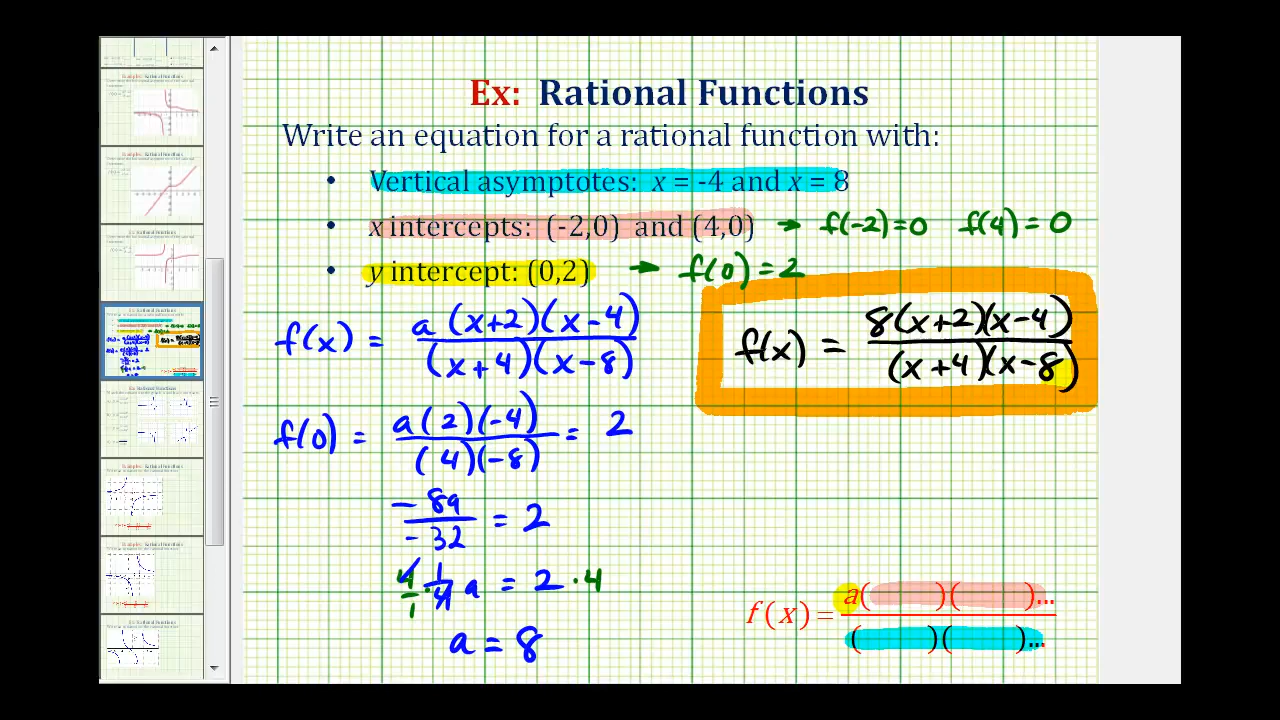 Ex: Rational Functions
Write an equation for a rational function with:
• Vertical asymptotes: x = -4 and x = 8
• x intercepts: (-2,0) and (4,0) → f(-2)=0 f(4)=0
• y intercept: (0,2) → f(0)=2
f(x) = a(x+2)(x-4) / (x+4)(x-8)
f(x) = 8(x+2)(x-4) / (x+4)(x-8)
f(0) = a(2)(-4) / (4)(-8) = 2
-8a / -32 = 2
4/1 · 1/4 a = 2 · 4
a = 8
f(x) = a( )( )... / ( )( )...